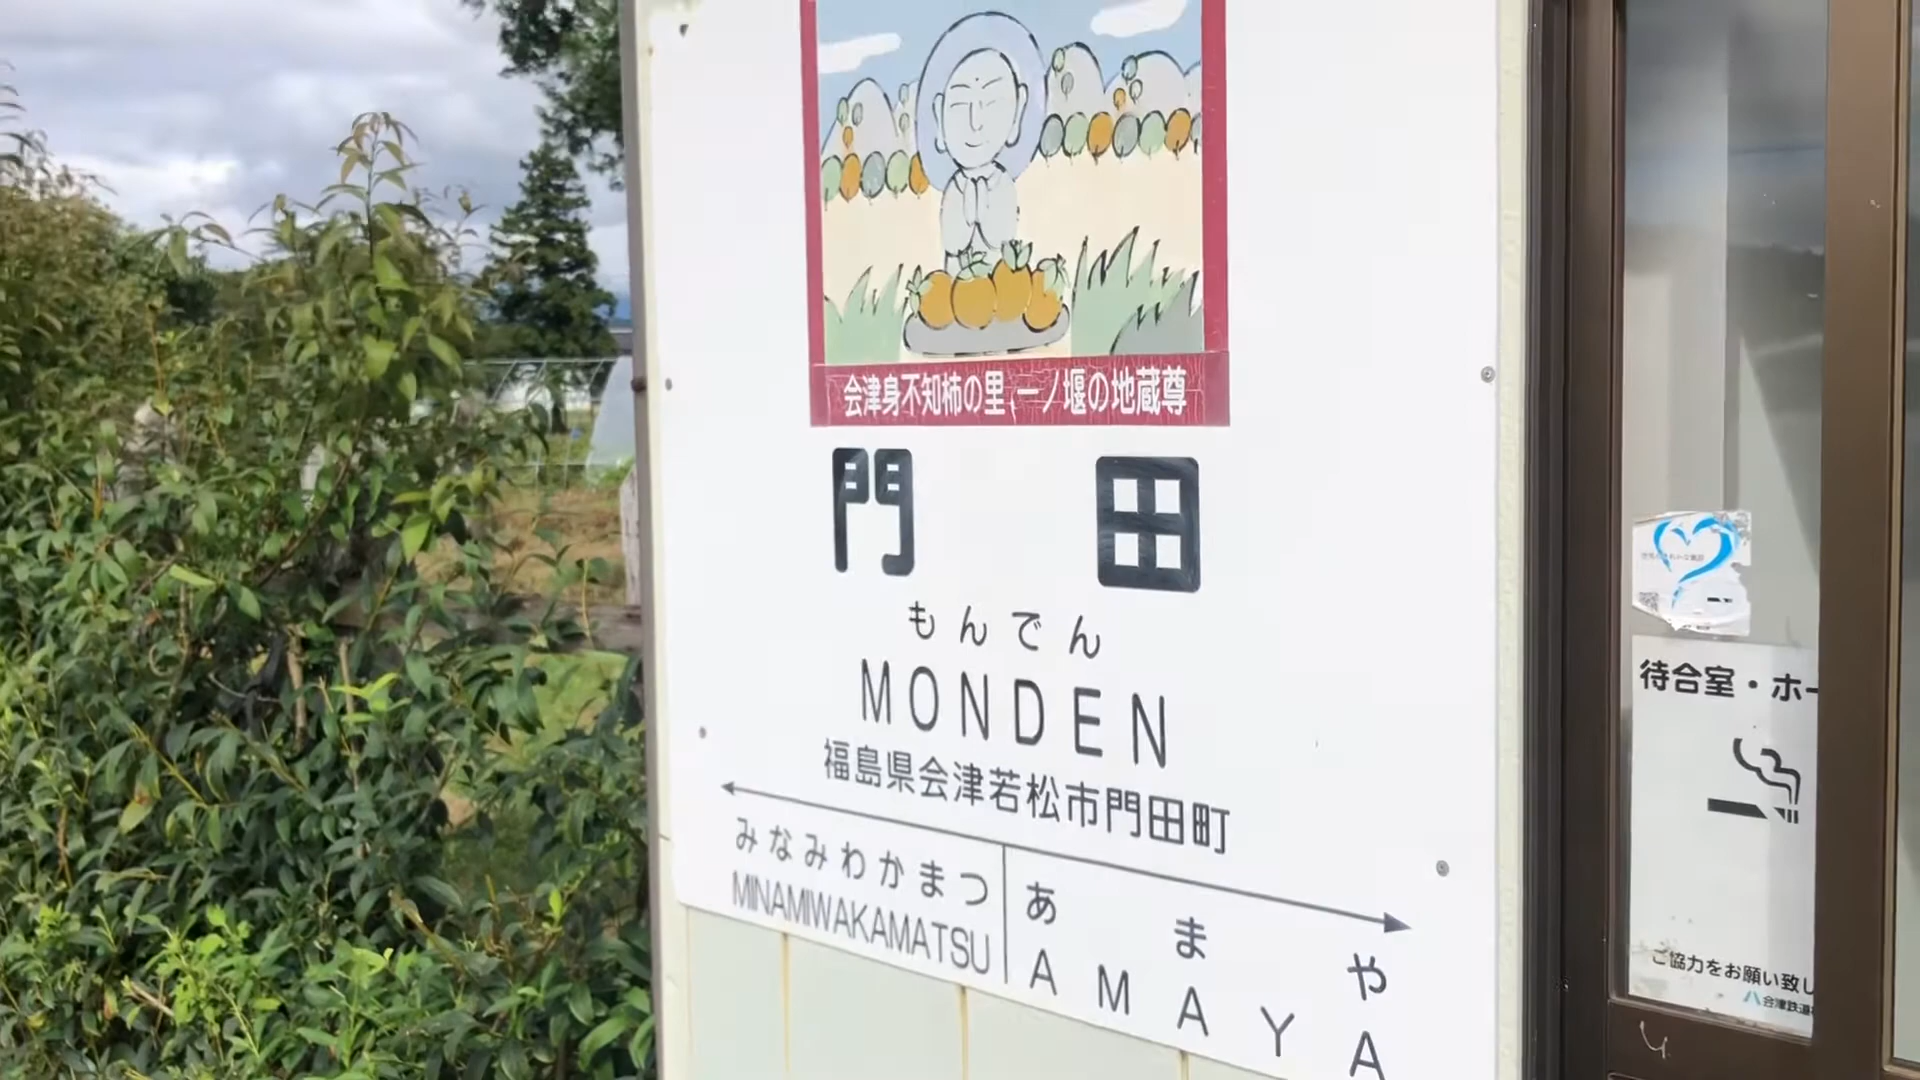 会津身不知柿の里、一ノ堰の地蔵尊
門田
もんでん
MONDEN
福島県会津若松市門田町
みなみわかまつ
MINAMIWAKAMATSU
あまや
AMAYA
待合室・ホー
ご協力をお願い致し
会津鉄道